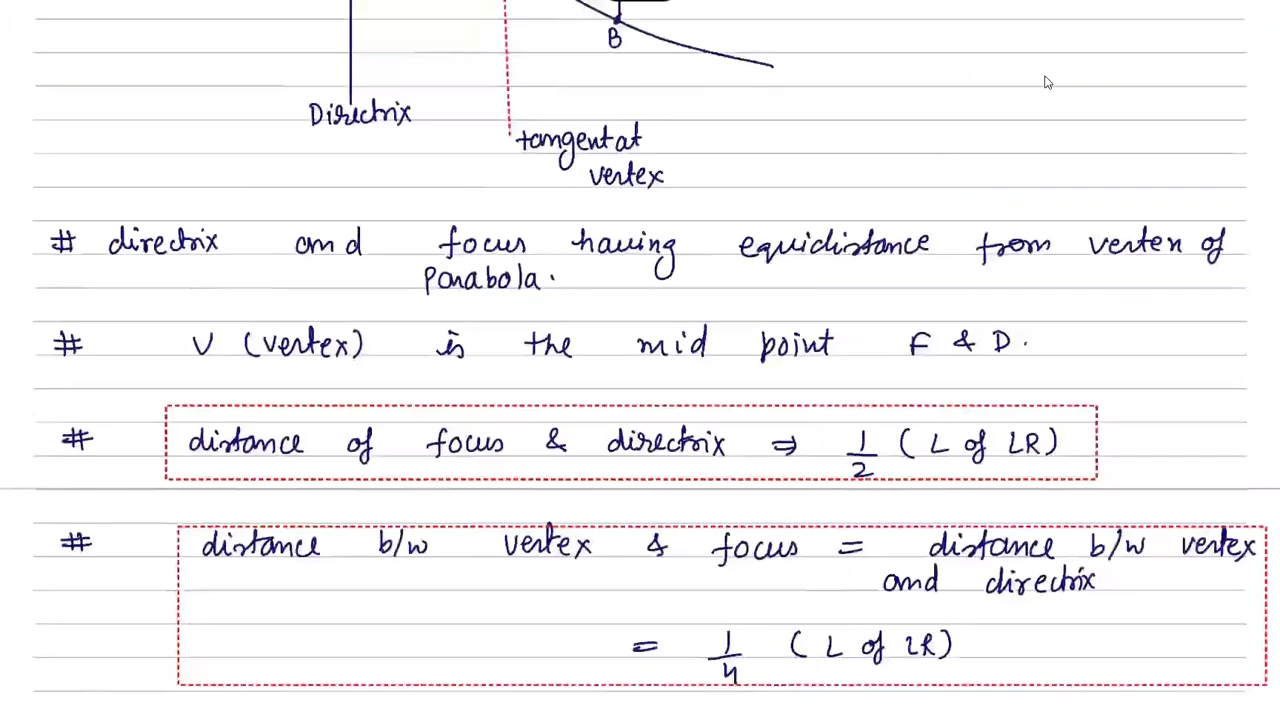 B
Directrix
tangent at
vertex
# directrix and focus having equidistance from vertex of
parabola.
# V (vertex) is the mid point F & D.
# distance of focus & directrix ⇒ 1/2 (L of LR)
# distance b/w vertex & focus = distance b/w vertex
and directrix
= 1/4 (L of LR)